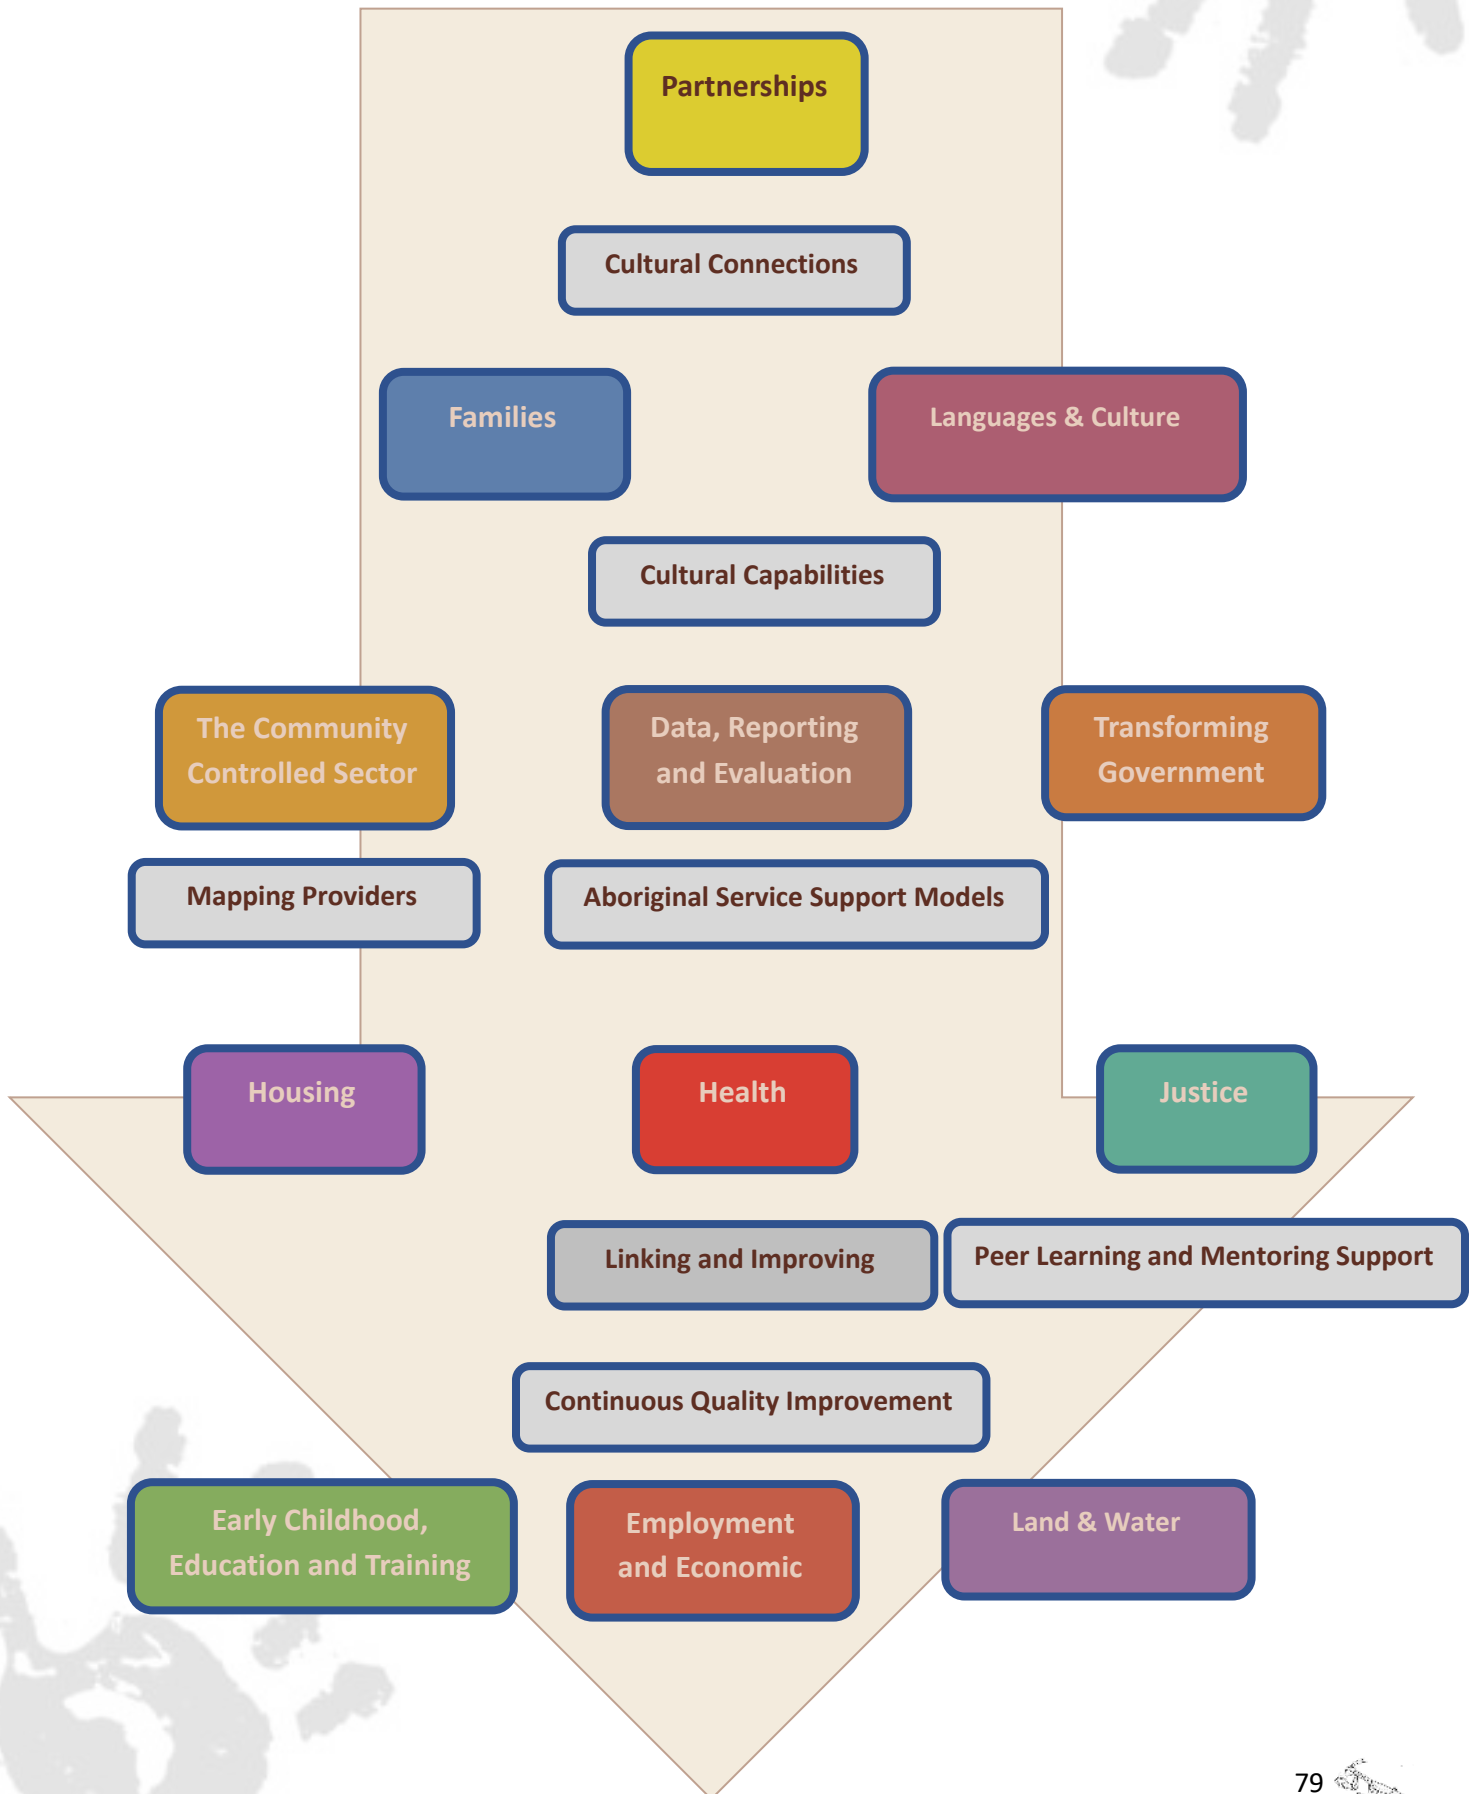 Partnerships
Cultural Connections
Families
Languages & Culture
Cultural Capabilities
The Community
Controlled Sector
Data, Reporting
and Evaluation
Transforming
Government
Mapping Providers
Aboriginal Service Support Models
Housing
Health
Justice
Linking and Improving
Peer Learning and Mentoring Support
Continuous Quality Improvement
Early Childhood,
Education and Training
Employment
and Economic
Land & Water
79